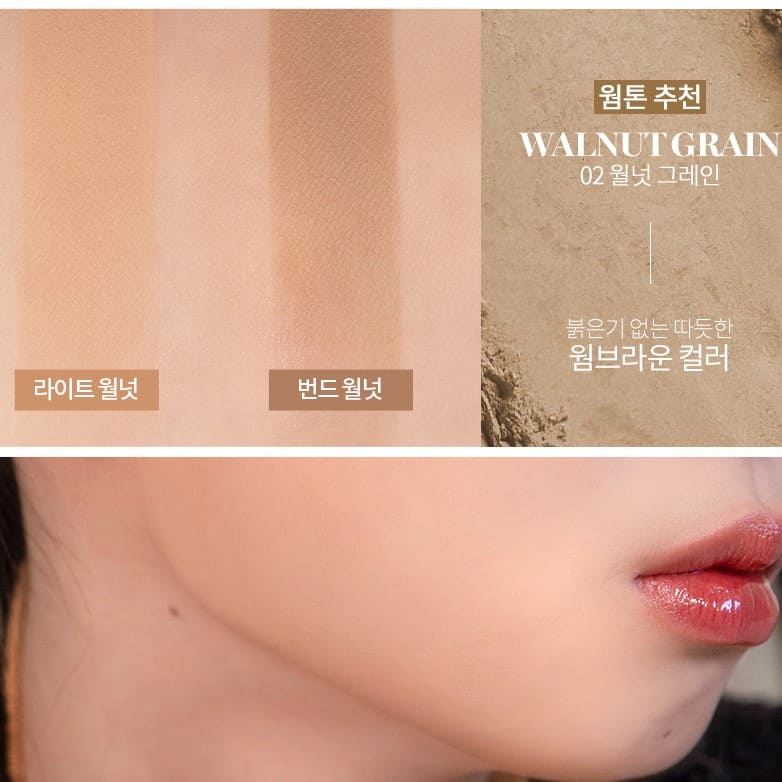 웜톤 추천
WALNUT GRAIN
02 월넛 그레인
붉은기 없는 따듯한
웜브라운 컬러
라이트 월넛
번드 월넛